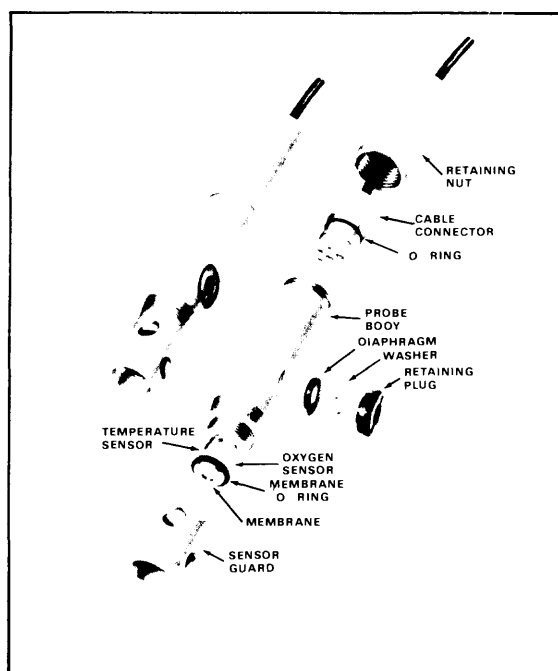 RETAINING
NUT
CABLE
CONNECTOR
O RING
PROBE
BOOY
OIAPHRAGM
WASHER
RETAINING
PLUG
TEMPERATURE
SENSOR
OXYGEN
SENSOR
MEMBRANE
O RING
MEMBRANE
SENSOR
GUARD